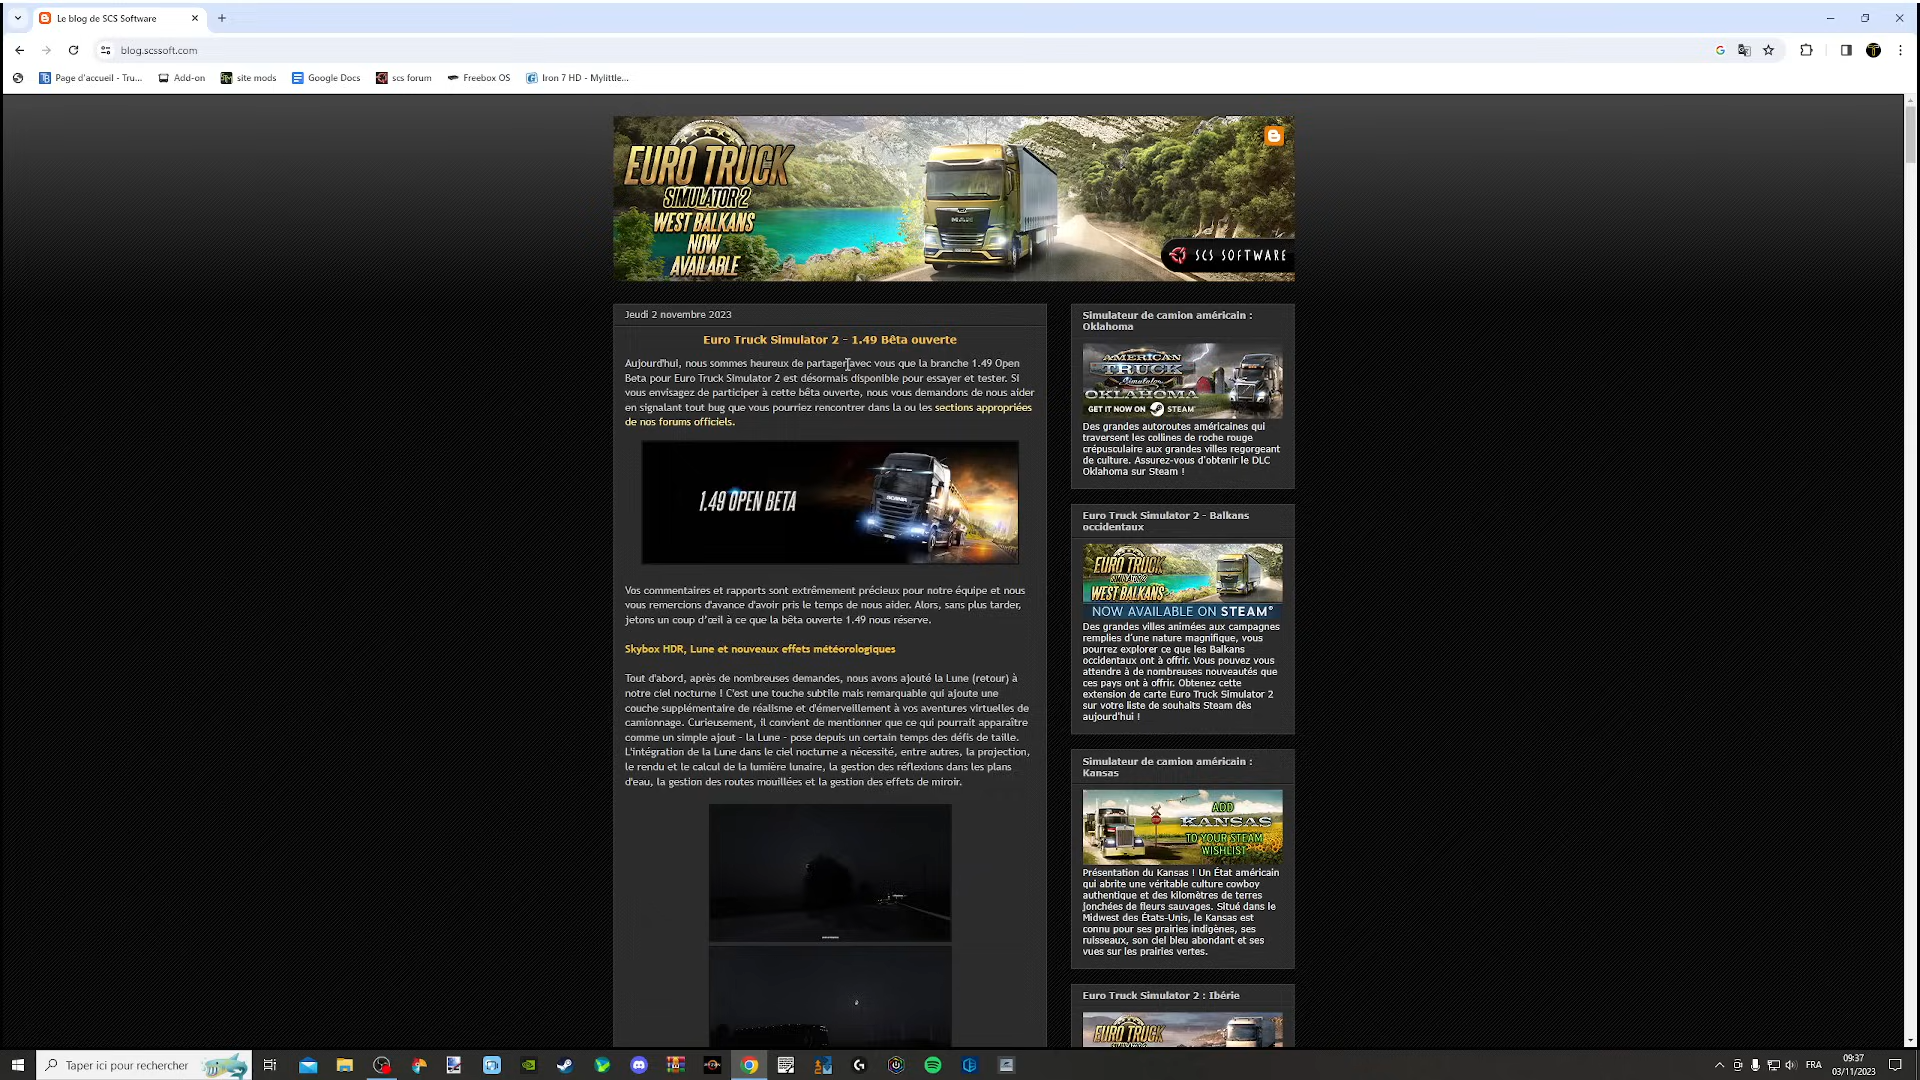 Le blog de SCS Software
blog.scssoft.com
Page d'accueil - Tru...
Add-on
site mods
Google Docs
scs forum
Freebox OS
Iron 7 HD - Mylittle...
EURO TRUCK
SIMULATOR 2
WEST BALKANS
NOW
AVAILABLE
MAN
SCS SOFTWARE
Jeudi 2 novembre 2023
Euro Truck Simulator 2 - 1.49 Bêta ouverte
Aujourd'hui, nous sommes heureux de partager avec vous que la branche 1.49 Open
Beta pour Euro Truck Simulator 2 est désormais disponible pour essayer et tester. Si
vous envisagez de participer à cette bêta ouverte, nous vous demandons de nous aider
en signalant tout bug que vous pourriez rencontrer dans la ou les sections appropriées
de nos forums officiels.
1.49 OPEN BETA
SCANIA
Vos commentaires et rapports sont extrêmement précieux pour notre équipe et nous
vous remercions d'avance d'avoir pris le temps de nous aider. Alors, sans plus tarder,
jetons un coup d’œil à ce que la bêta ouverte 1.49 nous réserve.
Skybox HDR, Lune et nouveaux effets météorologiques
Tout d'abord, après de nombreuses demandes, nous avons ajouté la Lune (retour) à
notre ciel nocturne ! C'est une touche subtile mais remarquable qui ajoute une
couche supplémentaire de réalisme et d'émerveillement à vos aventures virtuelles de
camionnage. Curieusement, il convient de mentionner que ce qui pourrait apparaître
comme un simple ajout - la Lune - pose depuis un certain temps des défis de taille.
L'intégration de la Lune dans le ciel nocturne a nécessité, entre autres, la projection,
le rendu et le calcul de la lumière lunaire, la gestion des réflexions dans les plans
d'eau, la gestion des routes mouillées et la gestion des effets de miroir.
Simulateur de camion américain :
Oklahoma
AMERICAN
TRUCK
Simulator
OKLAHOMA
GET IT NOW ON STEAM
Des grandes autoroutes américaines qui
traversent les collines de roche rouge
crépusculaire aux grandes villes regorgeant
de culture. Assurez-vous d'obtenir le DLC
Oklahoma sur Steam !
Euro Truck Simulator 2 - Balkans
occidentaux
EURO TRUCK
SIMULATOR 2
WEST BALKANS
NOW AVAILABLE ON STEAM®
Des grandes villes animées aux campagnes
remplies d’une nature magnifique, vous
pourrez explorer ce que les Balkans
occidentaux ont à offrir. Vous pouvez vous
attendre à de nombreuses nouveautés que
ces pays ont à offrir. Obtenez cette
extension de carte Euro Truck Simulator 2
sur votre liste de souhaits Steam dès
aujourd'hui !
Simulateur de camion américain :
Kansas
ADD
KANSAS
TO YOUR STEAM
WISHLIST
Présentation du Kansas ! Un État américain
qui abrite une véritable culture cowboy
authentique et des kilomètres de terres
jonchées de fleurs sauvages. Situé dans le
Midwest des États-Unis, le Kansas est
connu pour ses prairies indigènes, ses
ruisseaux, son ciel bleu abondant et ses
vues sur les prairies vertes.
Euro Truck Simulator 2 : Ibérie
EURO TRUCK
Taper ici pour rechercher
FRA
09:37
03/11/2023